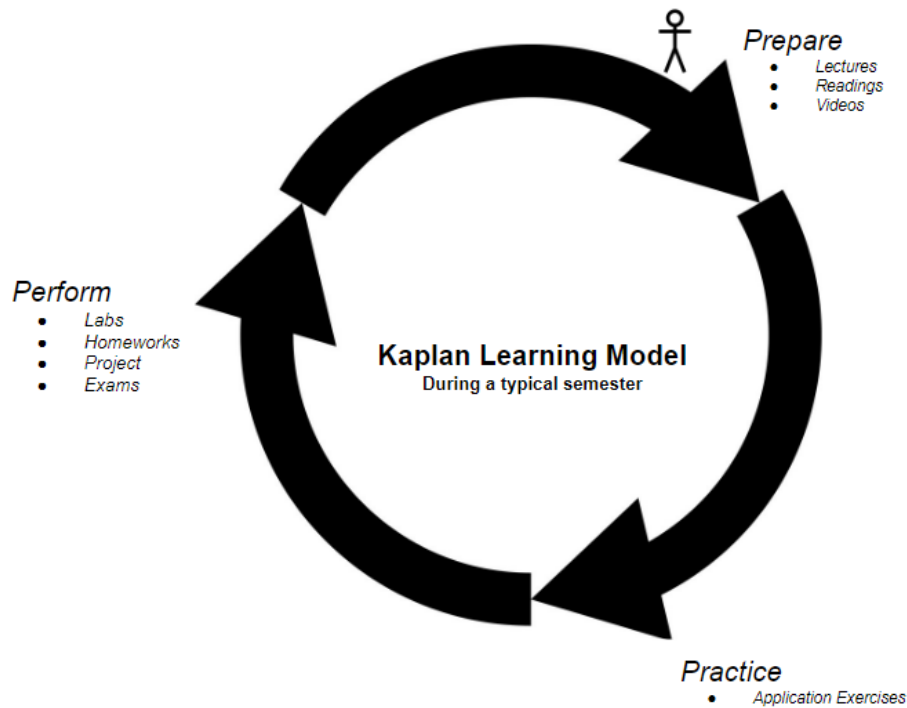 Prepare
● Lectures
● Readings
● Videos
Perform
● Labs
● Homeworks
● Project
● Exams
Kaplan Learning Model
During a typical semester
Practice
● Application Exercises